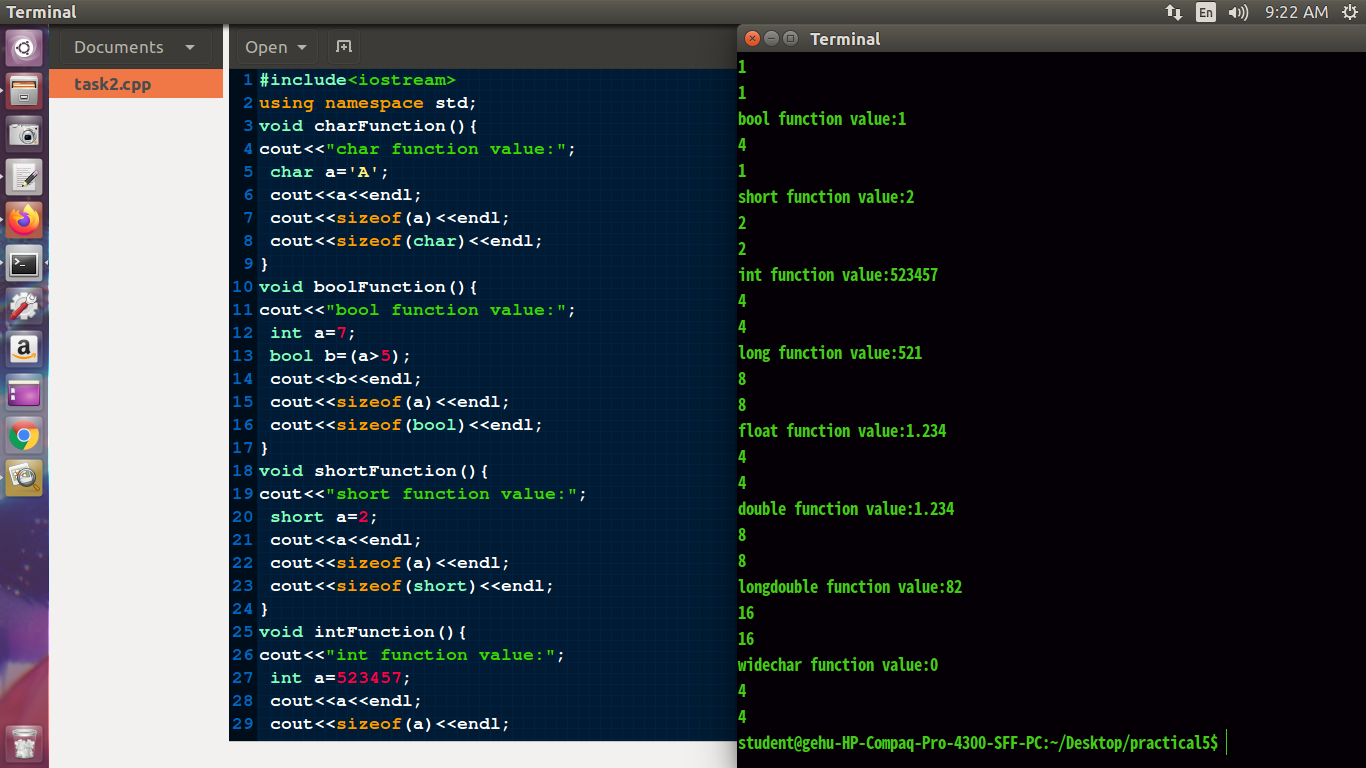 Terminal
En
9:22 AM
Documents
task2.cpp
Open
1 #include<iostream>
2 using namespace std;
3 void charFunction(){
4 cout<<"char function value:";
5 char a='A';
6 cout<<a<<endl;
7 cout<<sizeof(a)<<endl;
8 cout<<sizeof(char)<<endl;
9 }
10 void boolFunction(){
11 cout<<"bool function value:";
12 int a=7;
13 bool b=(a>5);
14 cout<<b<<endl;
15 cout<<sizeof(a)<<endl;
16 cout<<sizeof(bool)<<endl;
17 }
18 void shortFunction(){
19 cout<<"short function value:";
20 short a=2;
21 cout<<a<<endl;
22 cout<<sizeof(a)<<endl;
23 cout<<sizeof(short)<<endl;
24 }
25 void intFunction(){
26 cout<<"int function value:";
27 int a=523457;
28 cout<<a<<endl;
29 cout<<sizeof(a)<<endl;
Terminal
1
1
bool function value:1
4
1
short function value:2
2
2
int function value:523457
4
4
long function value:521
8
8
float function value:1.234
4
4
double function value:1.234
8
8
longdouble function value:82
16
16
widechar function value:0
4
4
student@gehu-HP-Compaq-Pro-4300-SFF-PC:~/Desktop/practical5$
a